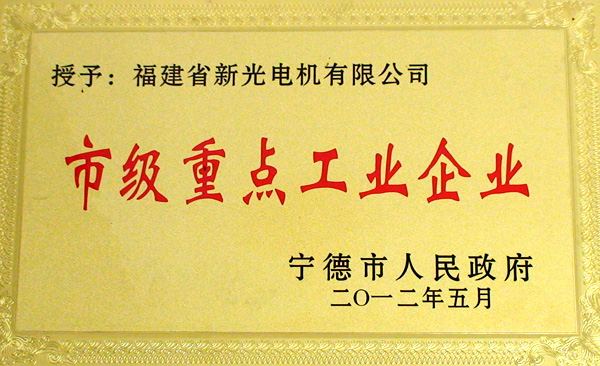 授予：福建省新光电机有限公司
市级重点工业企业
宁德市人民政府
二〇一二年五月